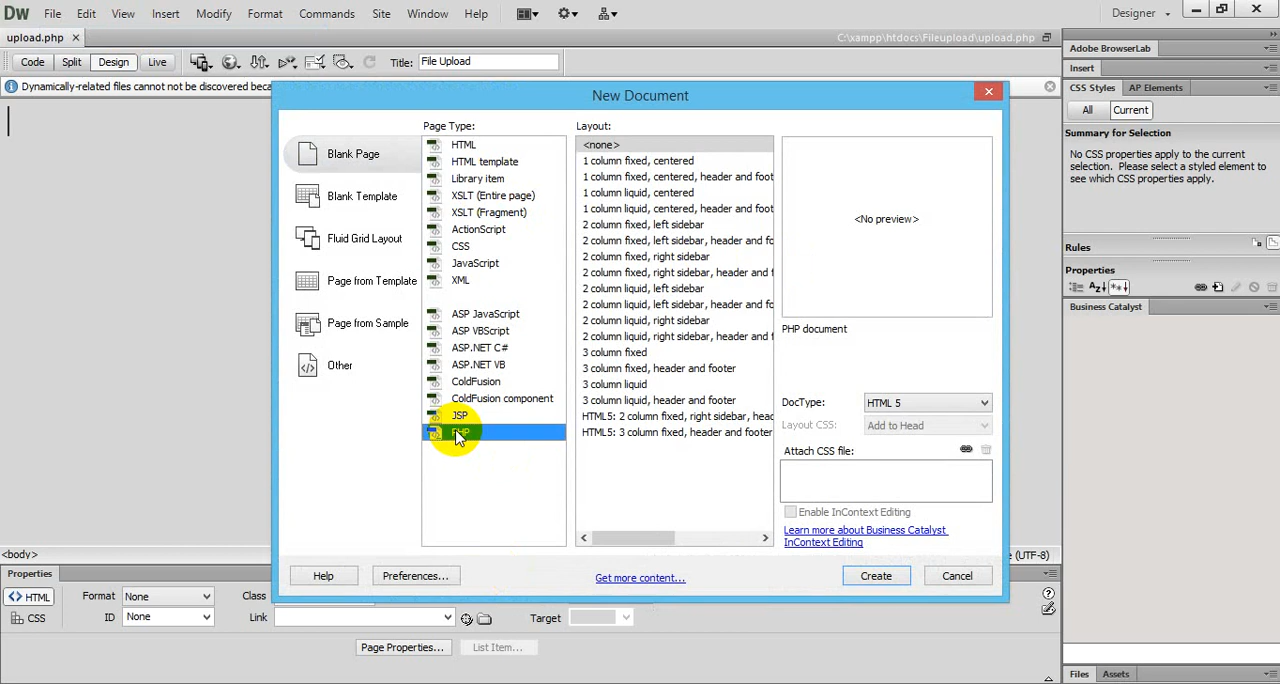 Dw File Edit View Insert Modify Format Commands Site Window Help Designer
upload.php × C:\xampp\htdocs\Fileupload\upload.php
Code Split Design Live Title: File Upload
Dynamically-related files cannot not be discovered beca
New Document
Page Type:
Layout:
Blank Page
Blank Template
Fluid Grid Layout
Page from Template
Page from Sample
Other
HTML
HTML template
Library item
XSLT (Entire page)
XSLT (Fragment)
ActionScript
CSS
JavaScript
XML
ASP JavaScript
ASP VBScript
ASP.NET C#
ASP.NET VB
ColdFusion
ColdFusion component
JSP
PHP
<none>
1 column fixed, centered
1 column fixed, centered, header and foot
1 column liquid, centered
1 column liquid, centered, header and foot
2 column fixed, left sidebar
2 column fixed, left sidebar, header and fo
2 column fixed, right sidebar
2 column fixed, right sidebar, header and f
2 column liquid, left sidebar
2 column liquid, left sidebar, header and f
2 column liquid, right sidebar
2 column liquid, right sidebar, header and f
3 column fixed
3 column fixed, header and footer
3 column liquid
3 column liquid, header and footer
HTML5: 2 column fixed, right sidebar, head
HTML5: 3 column fixed, header and footer
<No preview>
PHP document
DocType: HTML 5
Layout CSS: Add to Head
Attach CSS file:
Enable InContext Editing
Learn more about Business Catalyst
InContext Editing
Help Preferences... Get more content... Create Cancel
Adobe BrowserLab
Insert
CSS Styles AP Elements
All Current
Summary for Selection
No CSS properties apply to the current
selection. Please select a styled element to
see which CSS properties apply.
Rules
Properties
Business Catalyst
<body>
(UTF-8)
Properties
<> HTML Format None Class
CSS ID None Link Target
Page Properties... List Item...
Files Assets